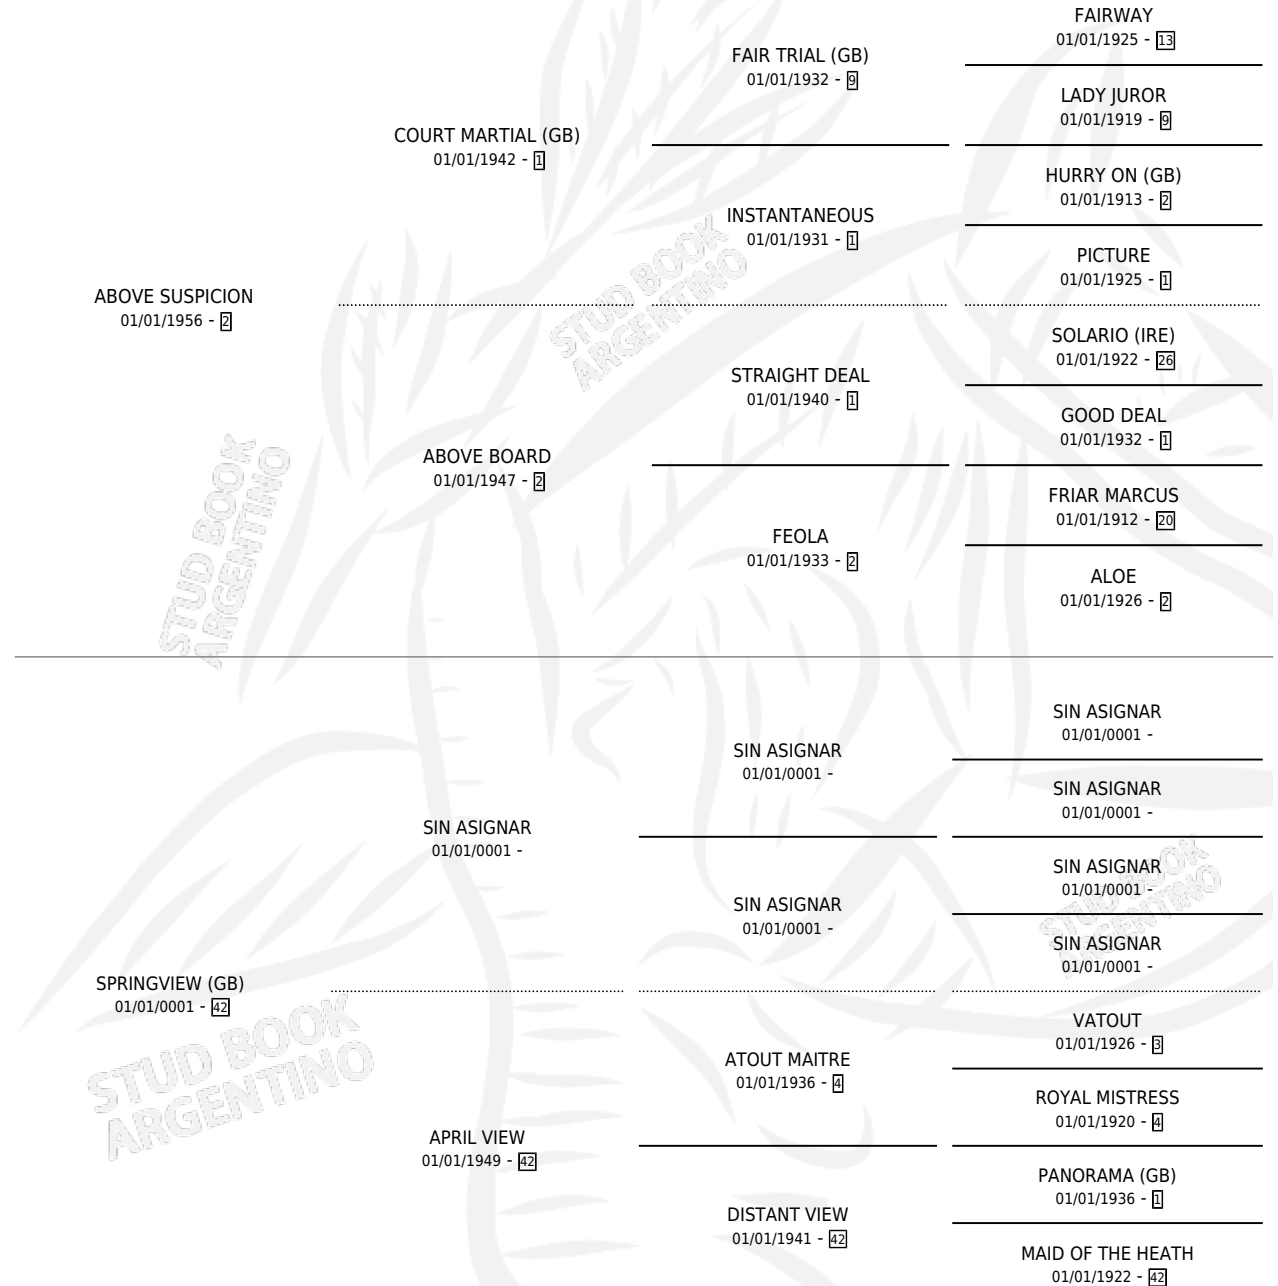 FAIRWAY
01/01/1925 - 13
FAIR TRIAL (GB)
01/01/1932 - 9
LADY JUROR
01/01/1919 - 9
COURT MARTIAL (GB)
01/01/1942 - 1
HURRY ON (GB)
01/01/1913 - 2
INSTANTANEOUS
01/01/1931 - 1
PICTURE
01/01/1925 - 1
ABOVE SUSPICION
01/01/1956 - 2
SOLARIO (IRE)
01/01/1922 - 26
STRAIGHT DEAL
01/01/1940 - 1
GOOD DEAL
01/01/1932 - 1
ABOVE BOARD
01/01/1947 - 2
FRIAR MARCUS
01/01/1912 - 20
FEOLA
01/01/1933 - 2
ALOE
01/01/1926 - 2
SIN ASIGNAR
01/01/0001 -
SIN ASIGNAR
01/01/0001 -
SIN ASIGNAR
01/01/0001 -
SIN ASIGNAR
01/01/0001 -
SIN ASIGNAR
01/01/0001 -
SIN ASIGNAR
01/01/0001 -
SIN ASIGNAR
01/01/0001 -
SPRINGVIEW (GB)
01/01/0001 - 42
VATOUT
01/01/1926 - 3
ATOUT MAITRE
01/01/1936 - 4
ROYAL MISTRESS
01/01/1920 - 4
APRIL VIEW
01/01/1949 - 42
PANORAMA (GB)
01/01/1936 - 1
DISTANT VIEW
01/01/1941 - 42
MAID OF THE HEATH
01/01/1922 - 42
STUD BOOK
ARGENTINO
STUD BOOK
ARGENTINO
STUD BOOK
ARGENTINO
STUD BOOK
ARGENTINO